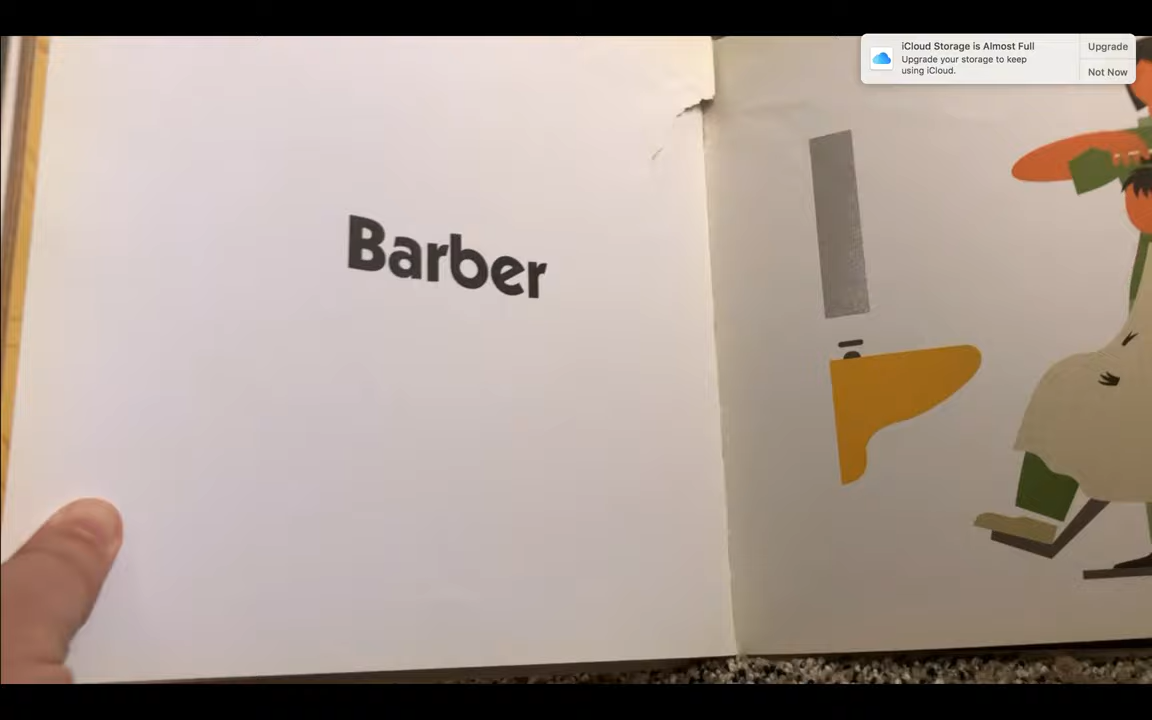 Barber
iCloud Storage is Almost Full
Upgrade your storage to keep
using iCloud.
Upgrade
Not Now